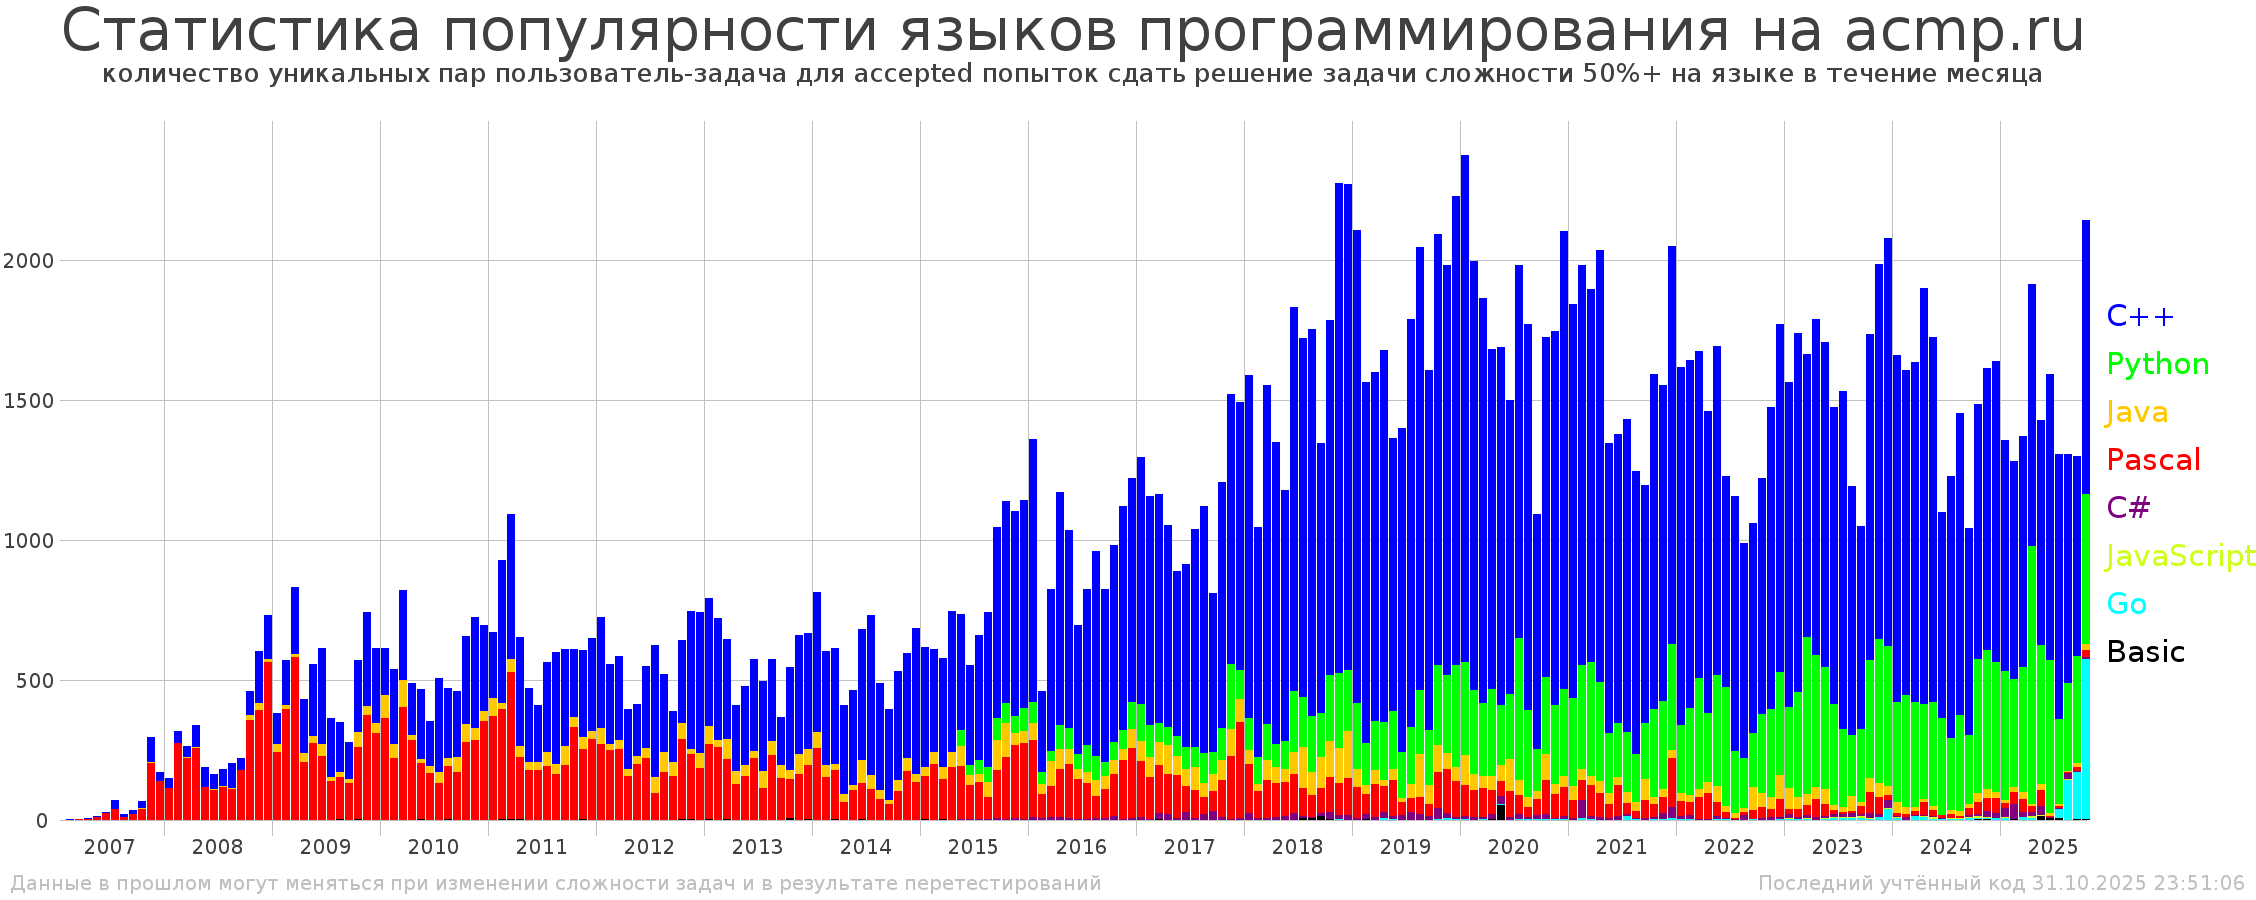 Статистика популярности языков программирования на acmp.ru
количество уникальных пар пользователь-задача для accepted попыток сдать решение задачи сложности 50%+ на языке в течение месяца
2000
1500
1000
500
0
C++
Python
Java
Pascal
C#
JavaScript
Go
Basic
2007 2008 2009 2010 2011 2012 2013 2014 2015 2016 2017 2018 2019 2020 2021 2022 2023 2024 2025
Данные в прошлом могут меняться при изменении сложности задач и в результате перетестирований
Последний учтённый код 31.10.2025 23:51:06